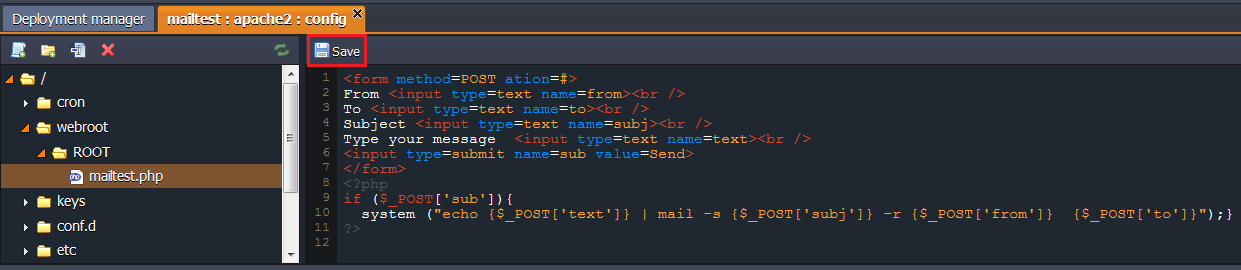 Deployment manager
mailtest : apache2 : config
Save
/
cron
webroot
ROOT
mailtest.php
keys
conf.d
etc
1 <form method=POST ation=#>
2 From <input type=text name=from><br />
3 To <input type=text name=to><br />
4 Subject <input type=text name=subj><br />
5 Type your message  <input type=text name=text><br />
6 <input type=submit name=sub value=Send>
7 </form>
8 <?php
9 if ($_POST['sub']){
10   system ("echo {$_POST['text']} | mail -s {$_POST['subj']} -r {$_POST['from']}  {$_POST['to']}");}
11 ?>
12